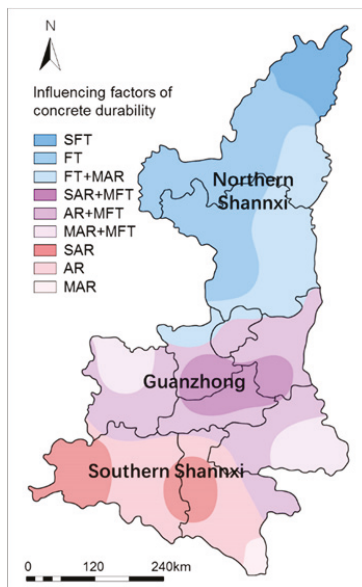 N
Influencing factors of
concrete durability
SFT
FT
FT+MAR
SAR+MFT
AR+MFT
MAR+MFT
SAR
AR
MAR
Northern
Shannxi
Guanzhong
Southern Shannxi
0 120 240km